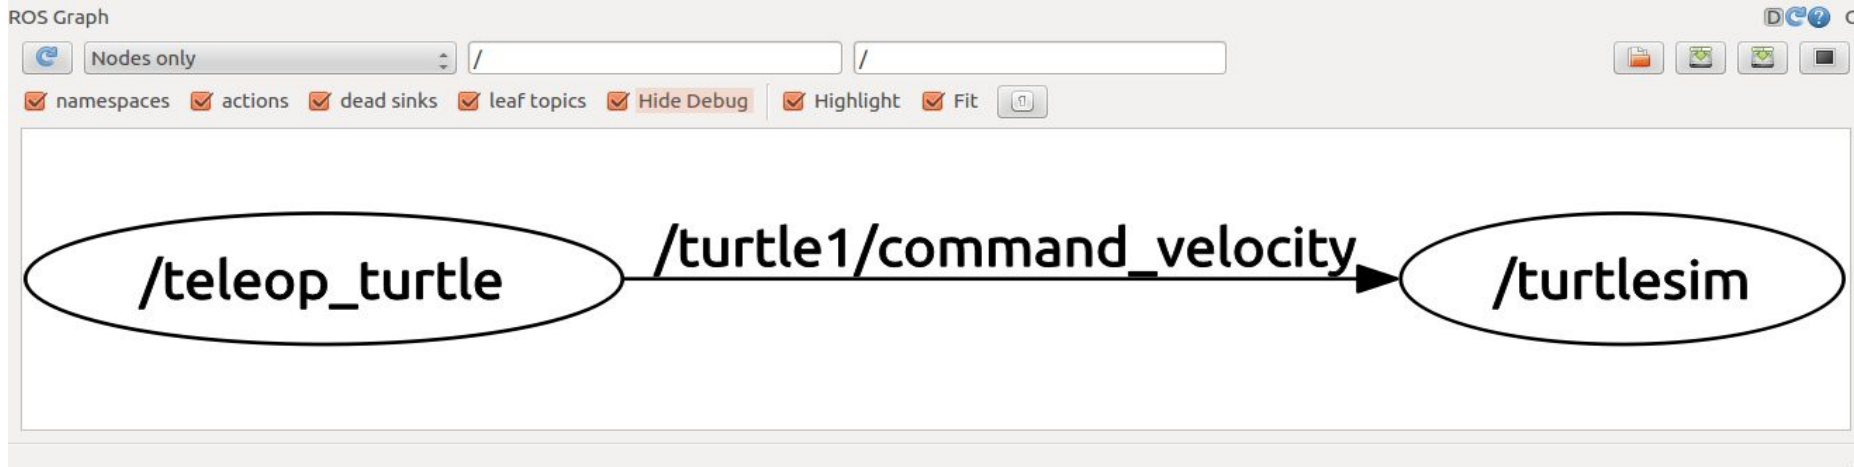 ROS Graph
D
Nodes only / /
namespaces actions dead sinks leaf topics Hide Debug Highlight Fit
/teleop_turtle /turtle1/command_velocity /turtlesim